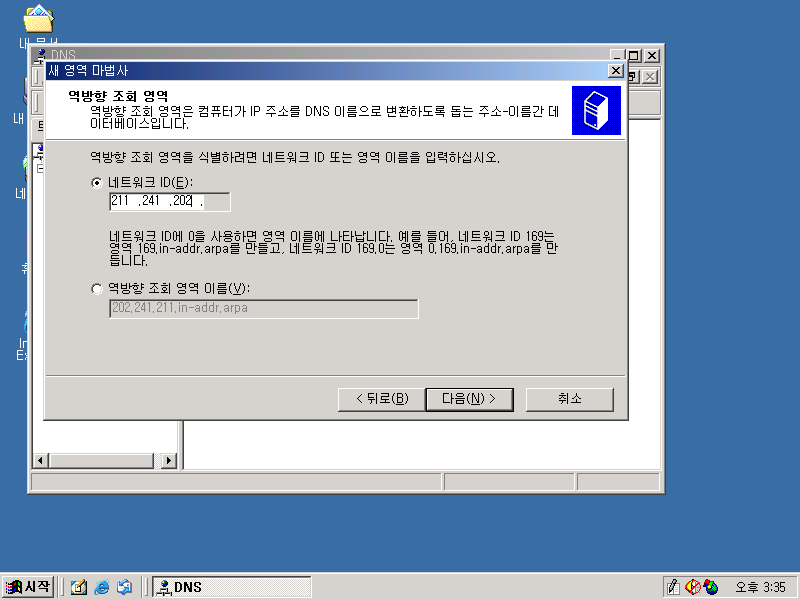 내 문서
DNS
새 영역 마법사
역방향 조회 영역
역방향 조회 영역은 컴퓨터가 IP 주소를 DNS 이름으로 변환하도록 돕는 주소-이름간 데
이터베이스입니다.
역방향 조회 영역을 식별하려면 네트워크 ID 또는 영역 이름을 입력하십시오.
네트워크 ID(E):
211 .241 .202 .
네트워크 ID에 0을 사용하면 영역 이름에 나타납니다. 예를 들어, 네트워크 ID 169는
영역 169.in-addr.arpa를 만들고, 네트워크 ID 169.0는 영역 0.169.in-addr.arpa를 만
듭니다.
역방향 조회 영역 이름(V):
202.241.211.in-addr.arpa
< 뒤로(B)
다음(N) >
취소
내
네
In
시작
DNS
오후 3:35